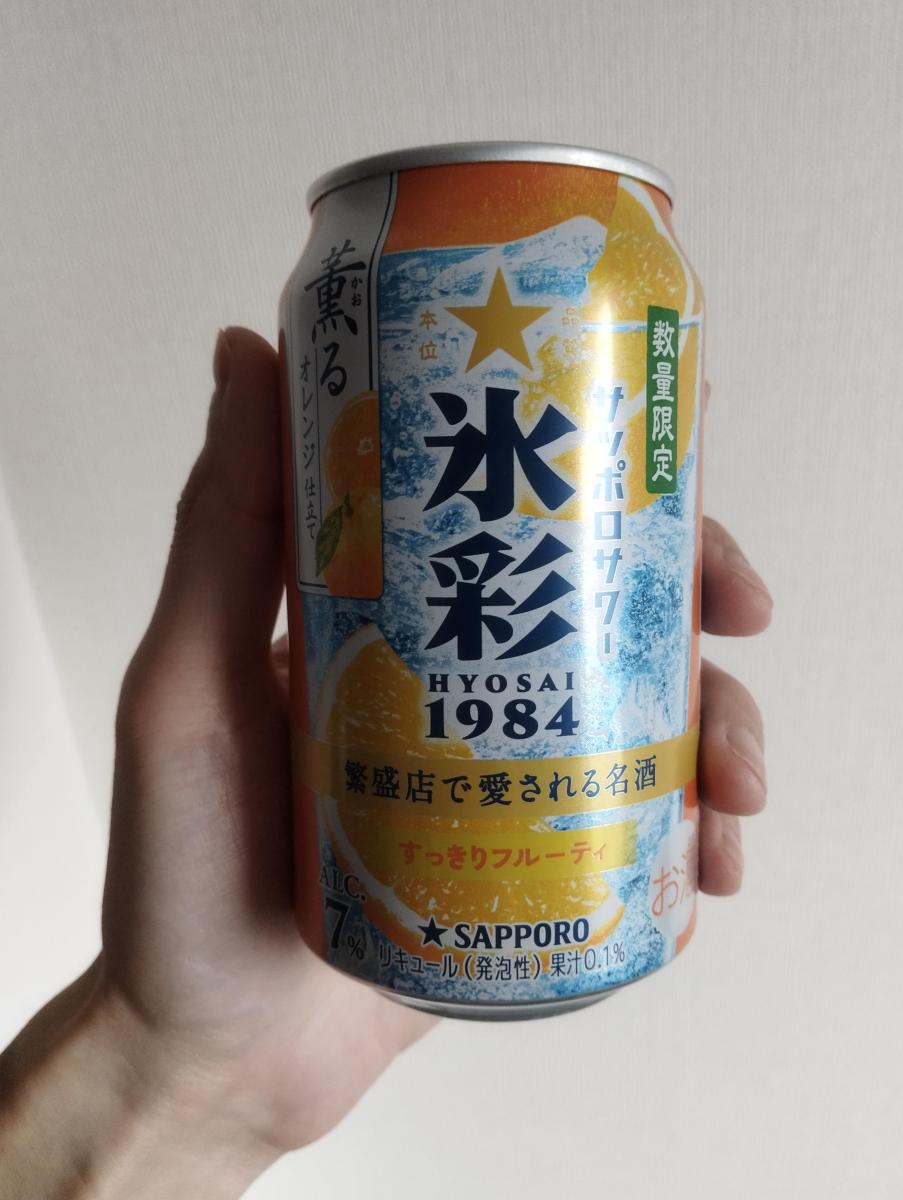 薫る
かお
オレンジ仕立て
本位
品質
数量限定
サッポロサワー
氷彩
HYOSAI
1984
繁盛店で愛される名酒
すっきりフルーティ
ALC.
7%
お酒
★SAPPORO
リキュール(発泡性)果汁0.1%